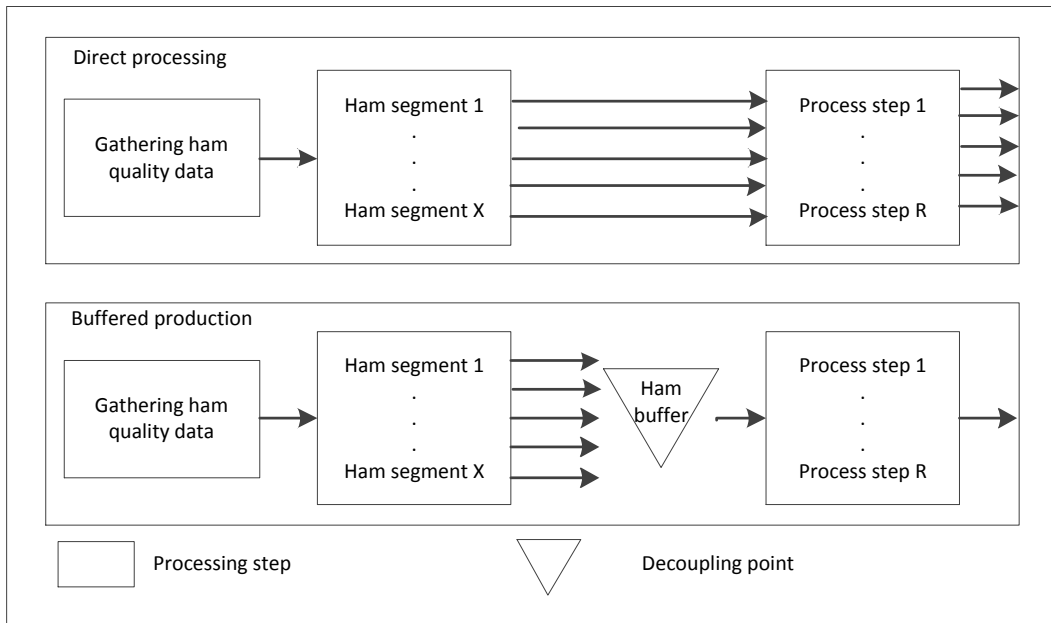 Direct processing
Gathering ham
quality data
Ham segment 1
.
.
.
Ham segment X
Process step 1
.
.
.
Process step R
Buffered production
Gathering ham
quality data
Ham segment 1
.
.
.
Ham segment X
Ham
buffer
Process step 1
.
.
.
Process step R
Processing step
Decoupling point